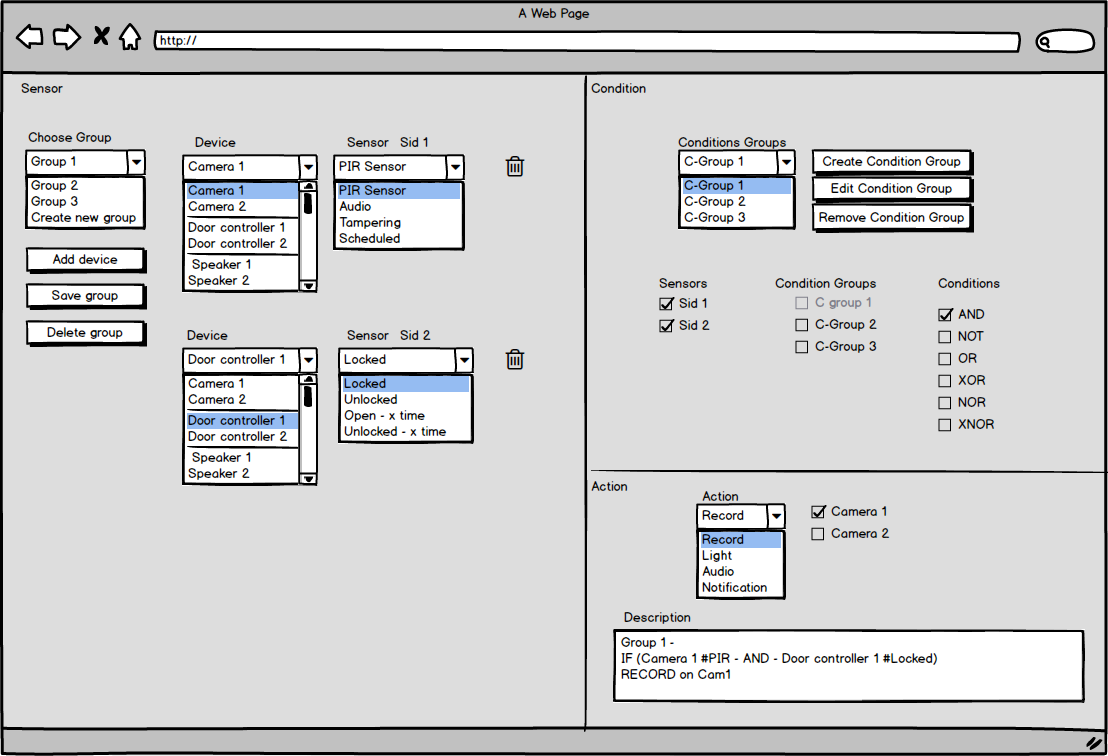 A Web Page
http://
Sensor
Choose Group
Group 1
Group 2
Group 3
Create new group
Add device
Save group
Delete group
Device
Camera 1
Camera 1
Camera 2
Door controller 1
Door controller 2
Speaker 1
Speaker 2
Sensor Sid 1
PIR Sensor
PIR Sensor
Audio
Tampering
Scheduled
Device
Door controller 1
Camera 1
Camera 2
Door controller 1
Door controller 2
Speaker 1
Speaker 2
Sensor Sid 2
Locked
Locked
Unlocked
Open - x time
Unlocked - x time
Condition
Conditions Groups
C-Group 1
C-Group 1
C-Group 2
C-Group 3
Create Condition Group
Edit Condition Group
Remove Condition Group
Sensors
Sid 1
Sid 2
Condition Groups
C group 1
C-Group 2
C-Group 3
Conditions
AND
NOT
OR
XOR
NOR
XNOR
Action
Action
Record
Record
Light
Audio
Notification
Camera 1
Camera 2
Description
Group 1 -
IF (Camera 1 #PIR - AND - Door controller 1 #Locked)
RECORD on Cam1